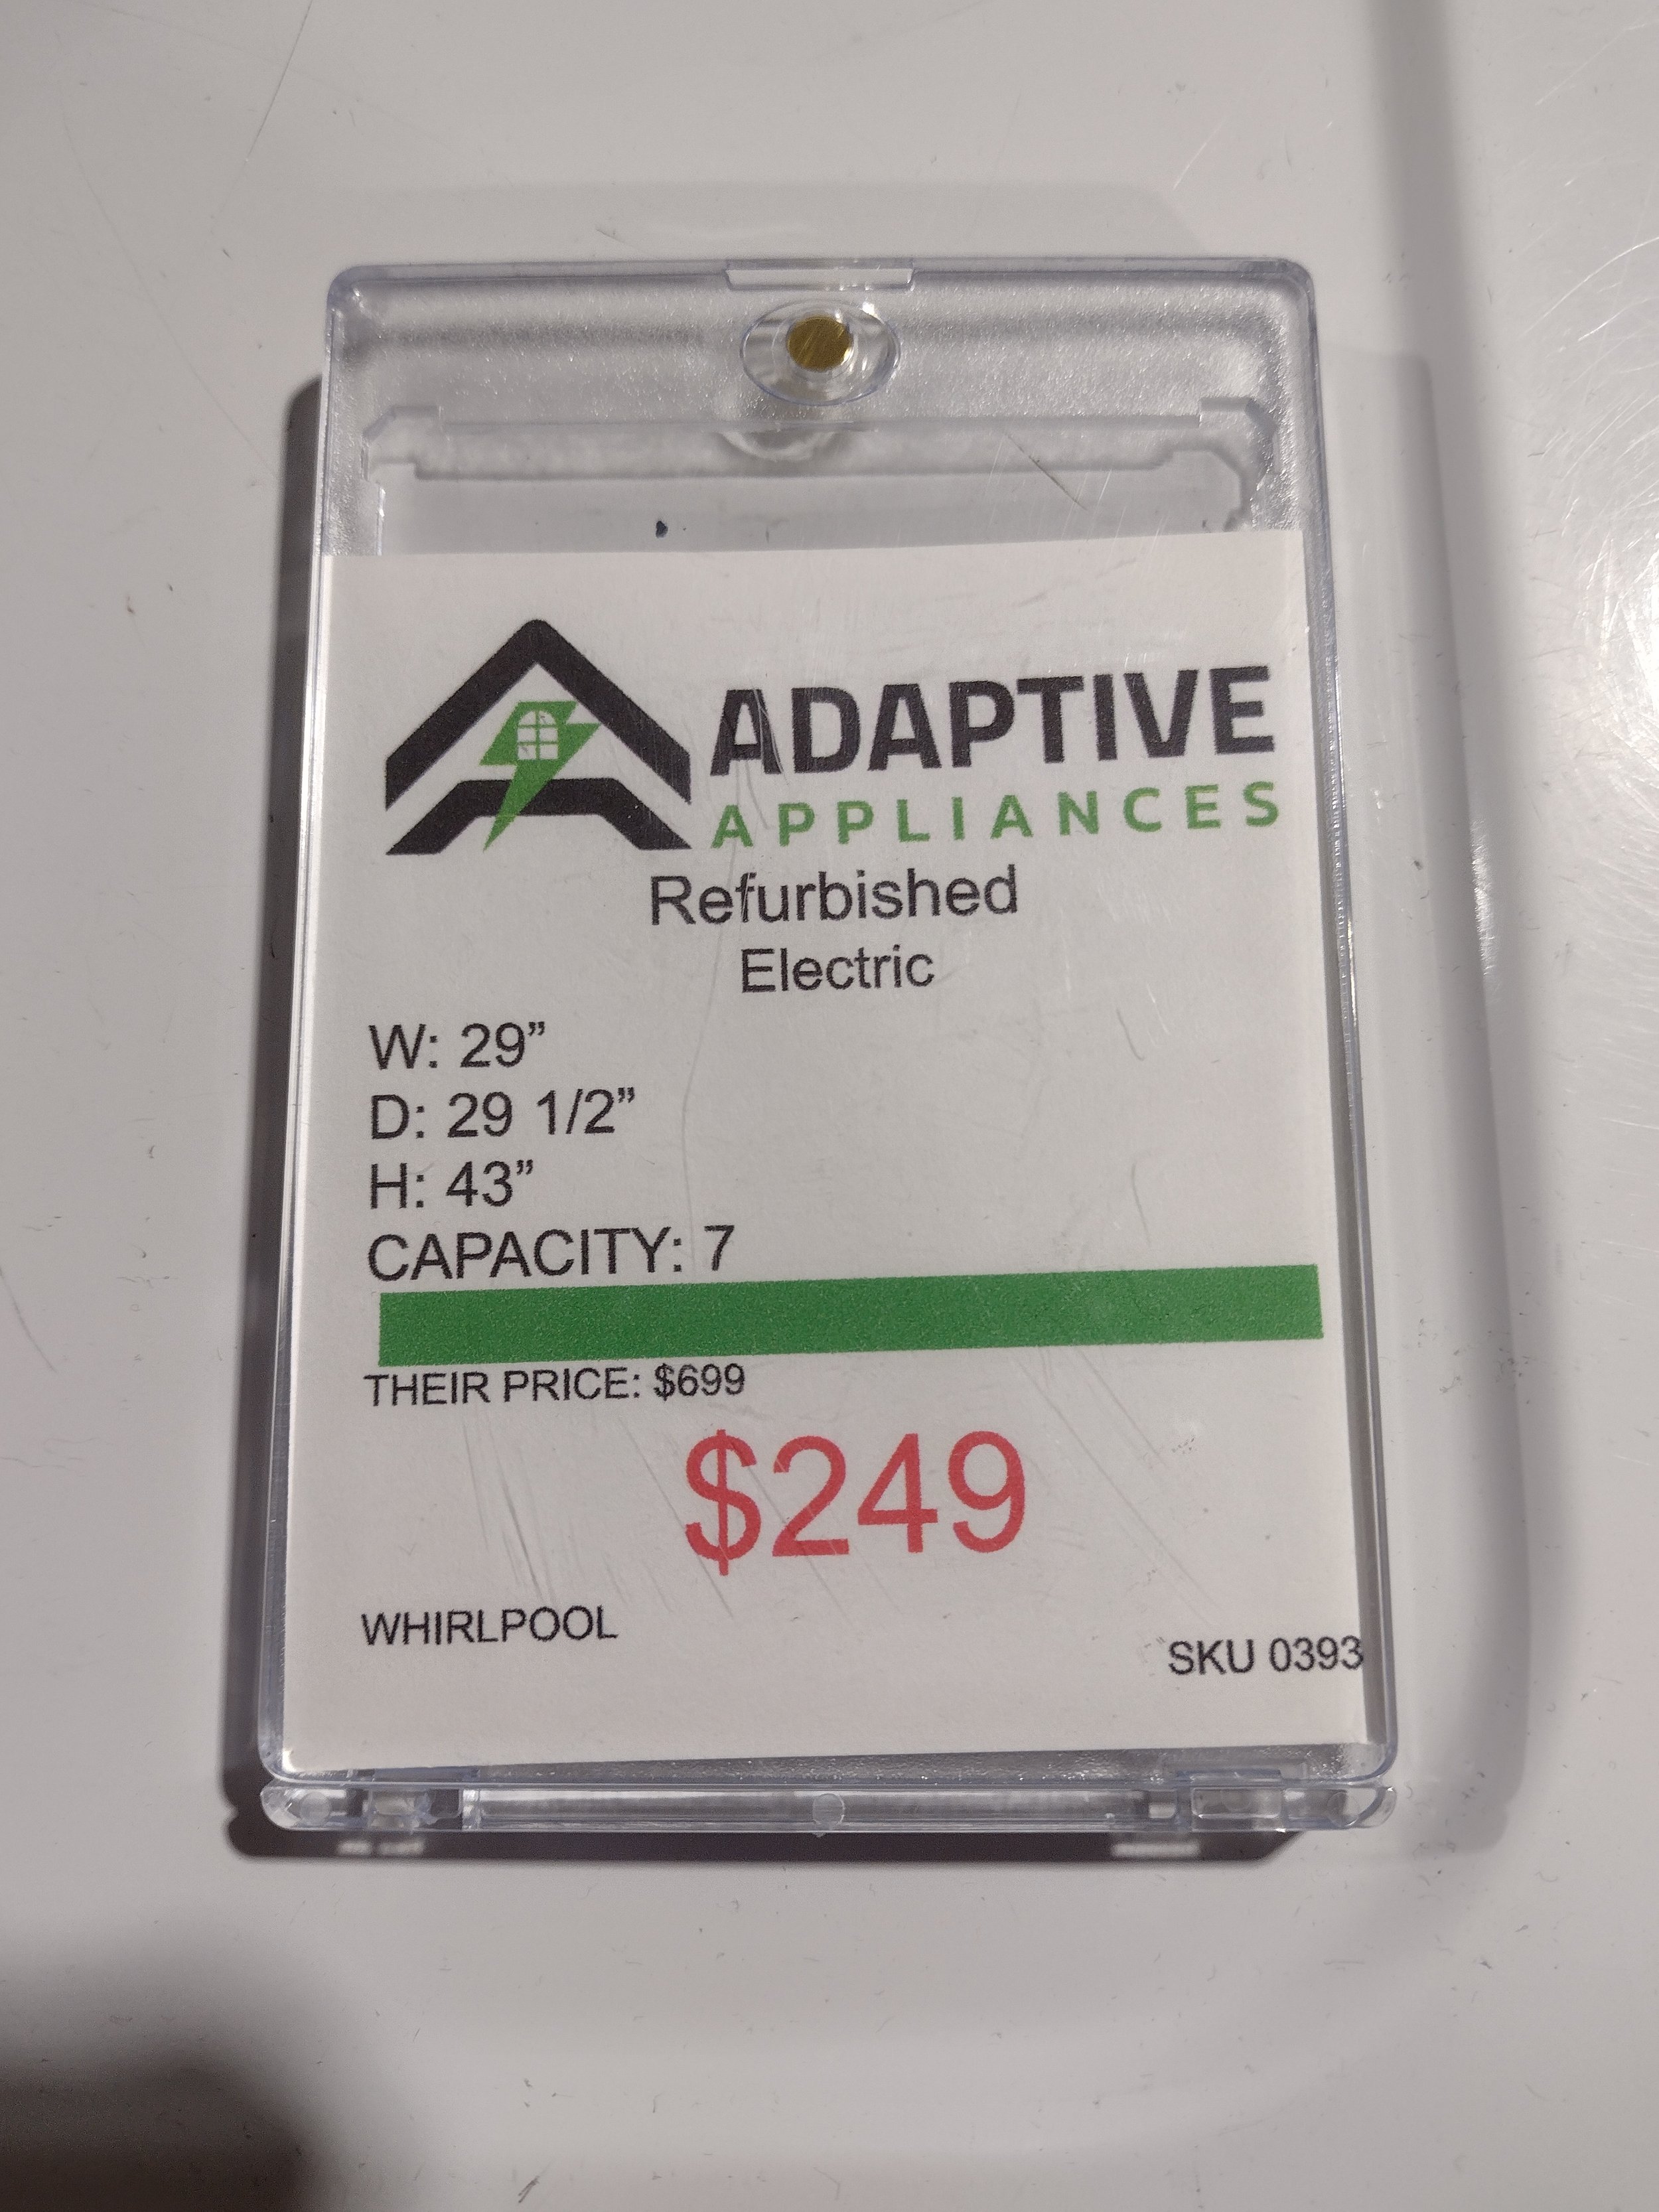 ADAPTIVE
APPLIANCES
Refurbished
Electric
W: 29”
D: 29 1/2”
H: 43”
CAPACITY: 7
THEIR PRICE: $699
$249
WHIRLPOOL
SKU 0393